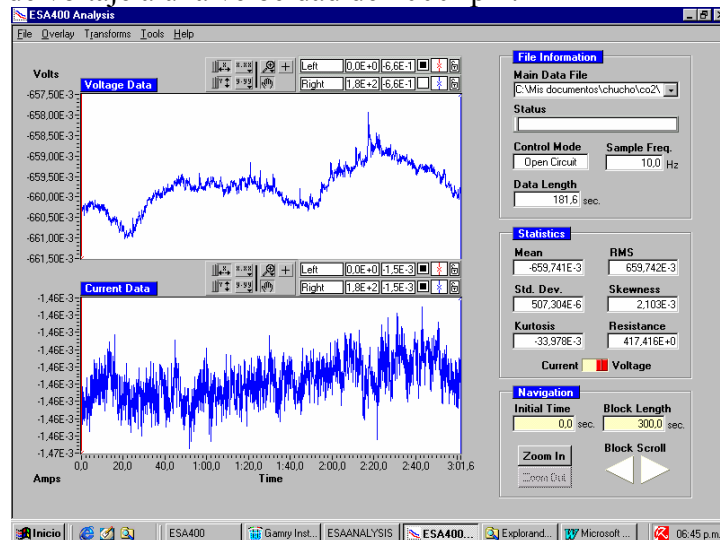 ESA400 Analysis
File Overlay Transforms Tools Help
Volts
Voltage Data
Left 0,0E+0 -6,6E-1
Right 1,8E+2 -6,6E-1
-657,50E-3
-658,00E-3
-658,50E-3
-659,00E-3
-659,50E-3
-660,00E-3
-660,50E-3
-661,00E-3
-661,50E-3
Current Data
Left 0,0E+0 -1,5E-3
Right 1,8E+2 -1,5E-3
-1,46E-3
-1,46E-3
-1,46E-3
-1,46E-3
-1,46E-3
-1,46E-3
-1,46E-3
-1,46E-3
-1,47E-3
0,0 20,0 40,0 1:00,0 1:20,0 1:40,0 2:00,0 2:20,0 2:40,0 3:01,6
Amps Time
File Information
Main Data File
C:\Mis documentos\chucho\co2\
Status
Control Mode Sample Freq.
Open Circuit 10,0 Hz
Data Length
181,6 sec.
Statistics
Mean RMS
-659,741E-3 659,742E-3
Std. Dev. Skewness
507,304E-6 2,103E-3
Kurtosis Resistance
-33,978E-3 417,416E+0
Current Voltage
Navigation
Initial Time Block Length
0,0 sec. 300,0 sec.
Zoom In Block Scroll
Zoom Out
Inicio ESA400 Gamry Inst... ESAANALYSIS ESA400... Explorand... Microsoft ... 06:45 p.m.